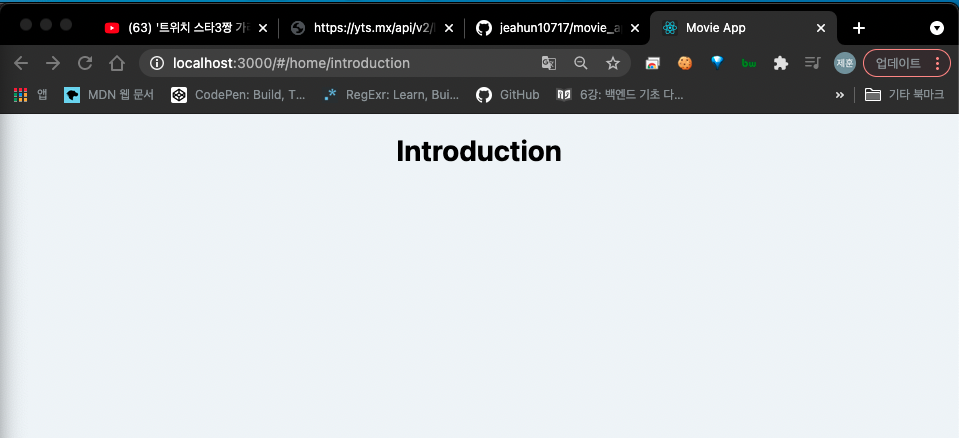 (63) '트위치 스타3짱 가
https://yts.mx/api/v2/
jeahun10717/movie_a
Movie App
localhost:3000/#/home/introduction
bw
제훈
업데이트
앱
MDN 웹 문서
CodePen: Build, T...
RegExr: Learn, Bui...
GitHub
6강: 백엔드 기초 다...
»
기타 북마크
Introduction